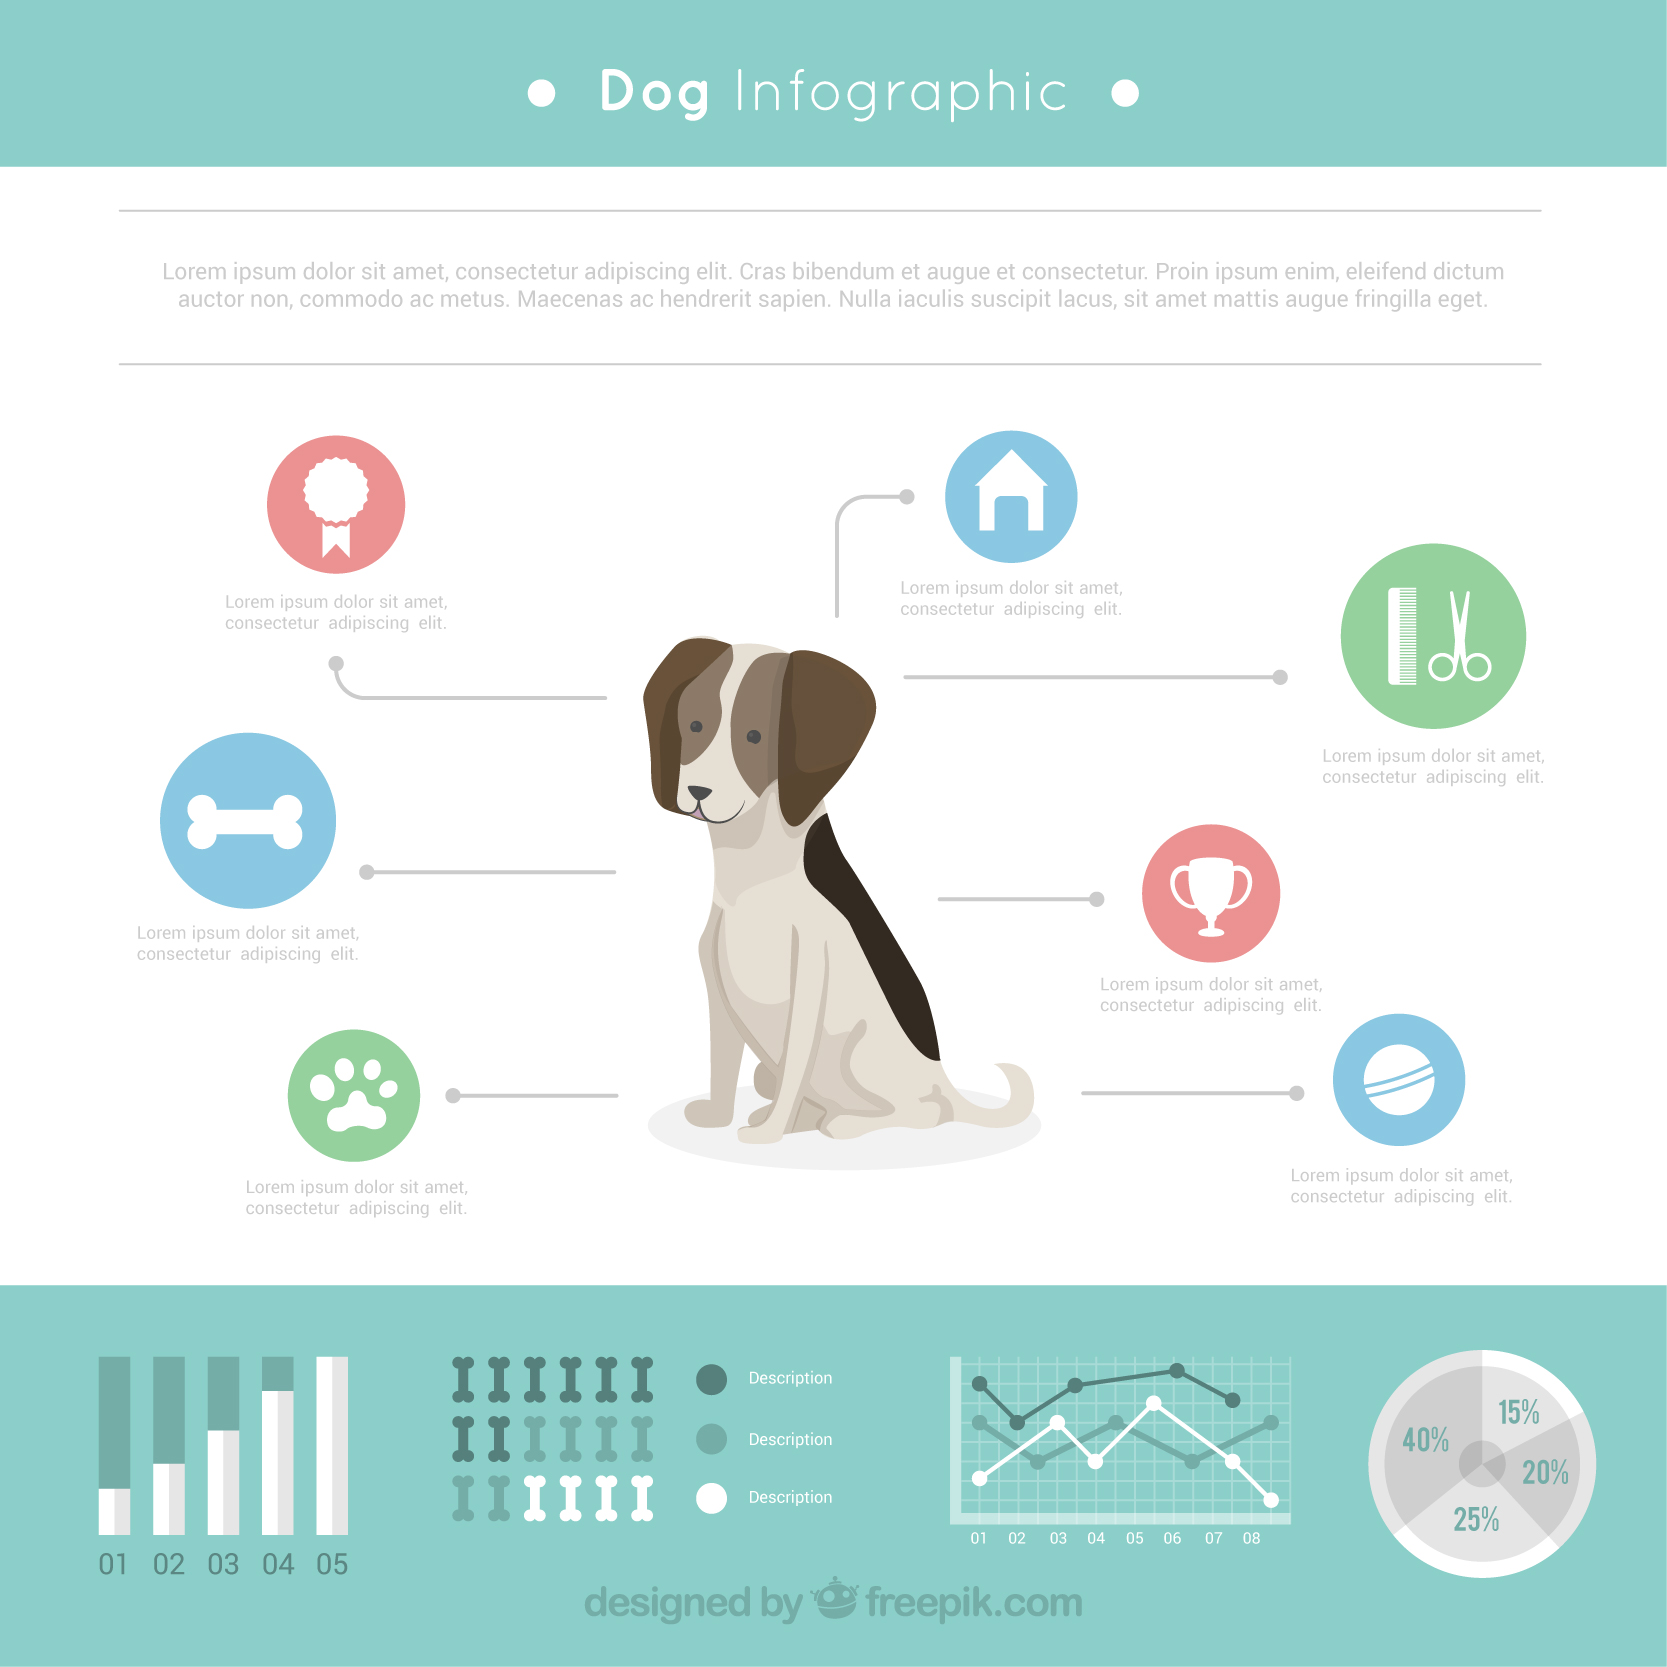 Dog Infographic
Lorem ipsum dolor sit amet, consectetur adipiscing elit. Cras bibendum et augue et consectetur. Proin ipsum enim, eleifend dictum
auctor non, commodo ac metus. Maecenas ac hendrerit sapien. Nulla iaculis suscipit lacus, sit amet mattis augue fringilla eget.
Lorem ipsum dolor sit amet,
consectetur adipiscing elit.
Lorem ipsum dolor sit amet,
consectetur adipiscing elit.
Lorem ipsum dolor sit amet,
consectetur adipiscing elit.
Lorem ipsum dolor sit amet,
consectetur adipiscing elit.
Lorem ipsum dolor sit amet,
consectetur adipiscing elit.
Lorem ipsum dolor sit amet,
consectetur adipiscing elit.
Lorem ipsum dolor sit amet,
consectetur adipiscing elit.
01 02 03 04 05
Description
Description
Description
01 02 03 04 05 06 07 08
15%
40%
20%
25%
designed by freepik.com